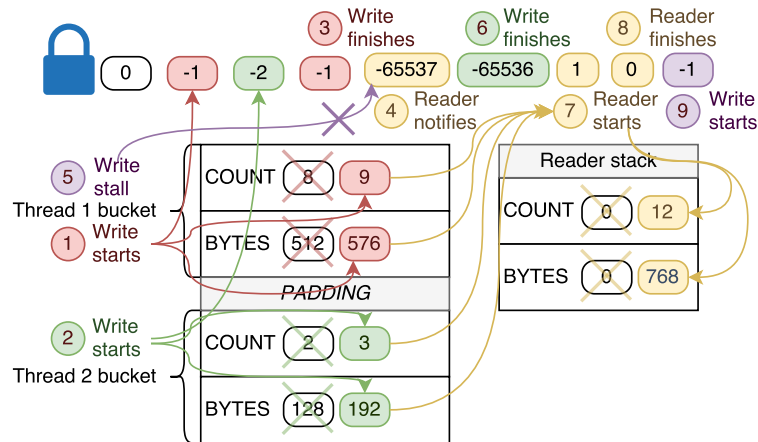 3 Write finishes
6 Write finishes
8 Reader finishes
0 -1 -2 -1 -65537 -65536 1 0 -1
4 Reader notifies
7 Reader starts
9 Write starts
5 Write stall
Thread 1 bucket
1 Write starts
COUNT 8 9
BYTES 512 576
PADDING
2 Write starts
Thread 2 bucket
COUNT 2 3
BYTES 128 192
Reader stack
COUNT 0 12
BYTES 0 768